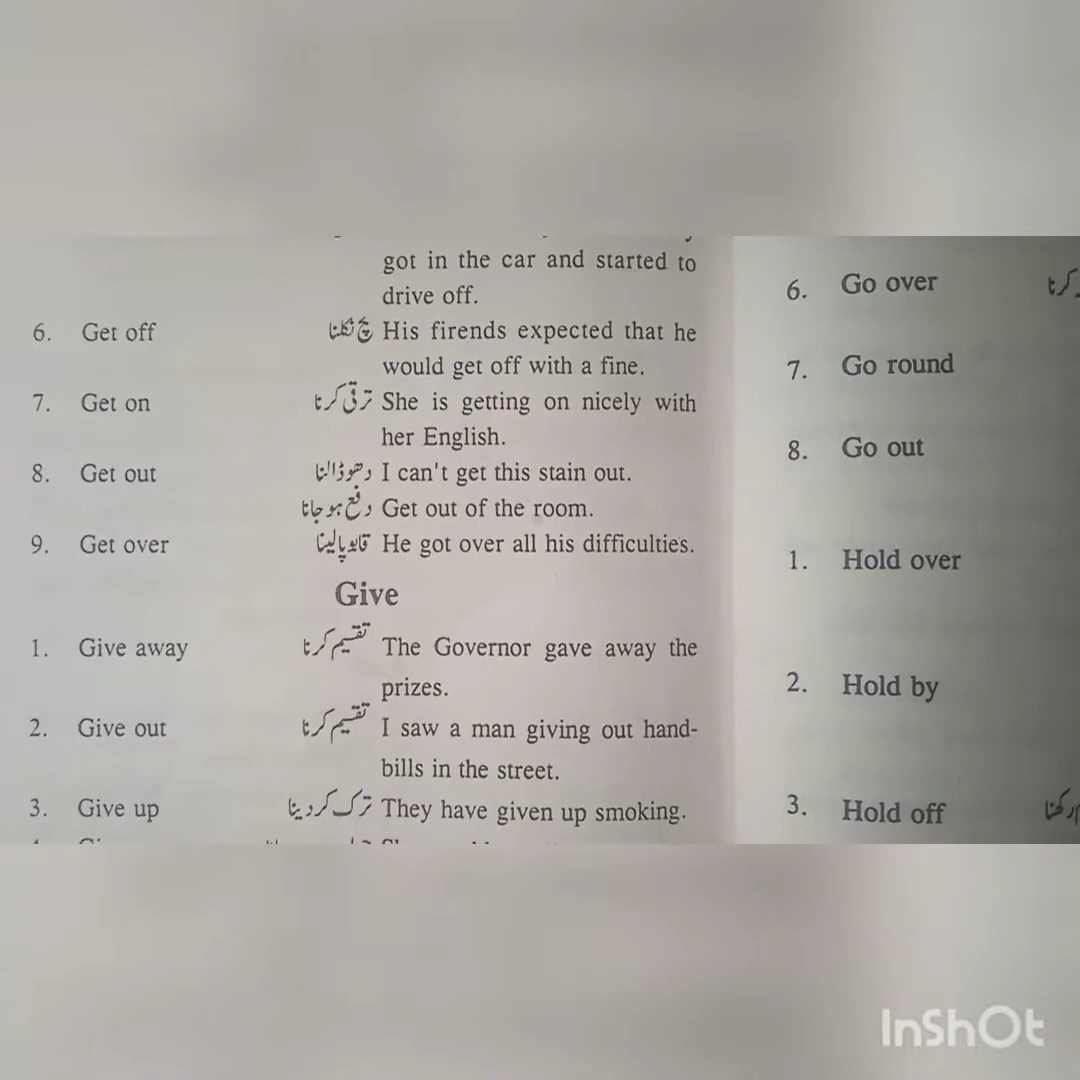 got in the car and started to
drive off.
6. Get off بچ نکلنا His firends expected that he
would get off with a fine.
7. Get on ترقی کرنا She is getting on nicely with
her English.
8. Get out دھو ڈالنا I can't get this stain out.
دفع ہو جانا Get out of the room.
9. Get over قابو پا لینا He got over all his difficulties.
Give
1. Give away تقسیم کرنا The Governor gave away the
prizes.
2. Give out تقسیم کرنا I saw a man giving out hand-
bills in the street.
3. Give up ترک کر دینا They have given up smoking.
6. Go over
7. Go round
8. Go out
1. Hold over
2. Hold by
3. Hold off
InShOt